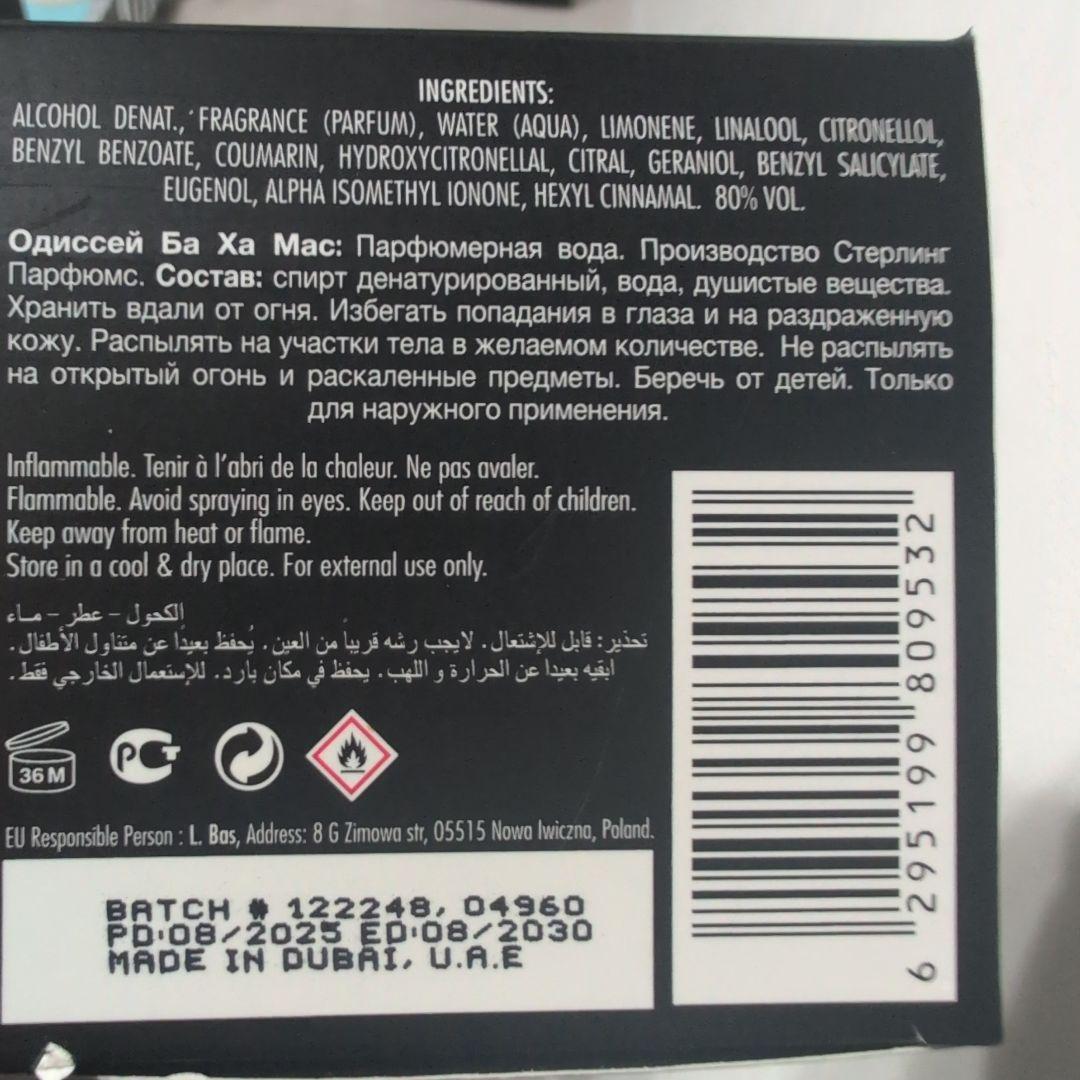 INGREDIENTS:
ALCOHOL DENAT., FRAGRANCE (PARFUM), WATER (AQUA), LIMONENE, LINALOOL, CITRONELLOL,
BENZYL BENZOATE, COUMARIN, HYDROXYCITRONELLAL, CITRAL, GERANIOL, BENZYL SALICYLATE,
EUGENOL, ALPHA ISOMETHYL IONONE, HEXYL CINNAMAL. 80% VOL.
Одиссей Ба Ха Мас: Парфюмерная вода. Производство Стерлинг
Парфюмс. Состав: спирт денатурированный, вода, душистые вещества.
Хранить вдали от огня. Избегать попадания в глаза и на раздраженную
кожу. Распылять на участки тела в желаемом количестве. Не распылять
на открытый огонь и раскаленные предметы. Беречь от детей. Только
для наружного применения.
Inflammable. Tenir à l'abri de la chaleur. Ne pas avaler.
Flammable. Avoid spraying in eyes. Keep out of reach of children.
Keep away from heat or flame.
Store in a cool & dry place. For external use only.
الكحول - عطر - ماء
تحذير: قابل للإشتعال. لايجب رشه قريباً من العين. يُحفظ بعيدًا عن متناول الأطفال.
ابقيه بعيدا عن الحرارة و اللهب. يحفظ في مكان بارد. للإستعمال الخارجي فقط.
36 M
РСТ
EU Responsible Person : L. Bas, Address: 8 G Zimowa str, 05515 Nowa Iwiczna, Poland.
BATCH # 122248, 04960
PD:08/2025 ED:08/2030
MADE IN DUBAI, U.A.E
6 295199 809532